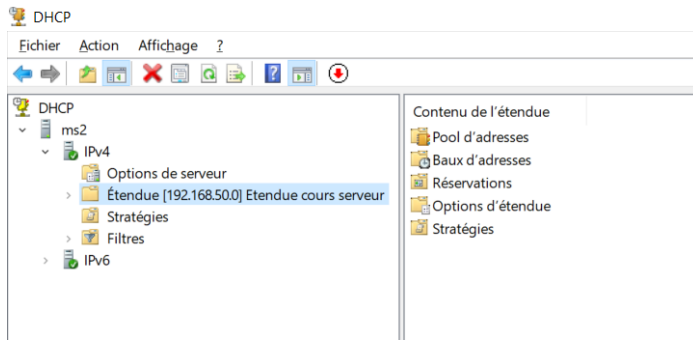 DHCP
Fichier Action Affichage ?
DHCP
ms2
IPv4
Options de serveur
Étendue [192.168.50.0] Etendue cours serveur
Stratégies
Filtres
IPv6
Contenu de l'étendue
Pool d'adresses
Baux d'adresses
Réservations
Options d'étendue
Stratégies